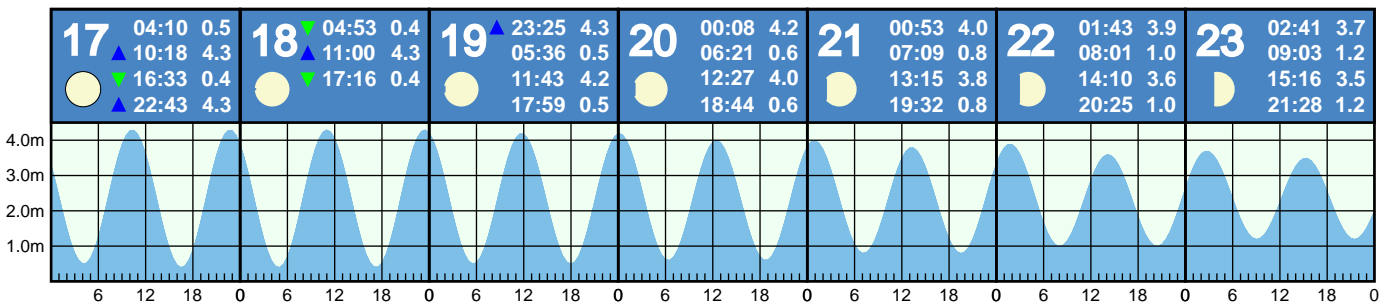 17
04:10 0.5
▲ 10:18 4.3
▼ 16:33 0.4
▲ 22:43 4.3
18
▼ 04:53 0.4
▲ 11:00 4.3
▼ 17:16 0.4
19
▲ 23:25 4.3
05:36 0.5
11:43 4.2
17:59 0.5
20
00:08 4.2
06:21 0.6
12:27 4.0
18:44 0.6
21
00:53 4.0
07:09 0.8
13:15 3.8
19:32 0.8
22
01:43 3.9
08:01 1.0
14:10 3.6
20:25 1.0
23
02:41 3.7
09:03 1.2
15:16 3.5
21:28 1.2
4.0m
3.0m
2.0m
1.0m
6 12 18 0 6 12 18 0 6 12 18 0 6 12 18 0 6 12 18 0 6 12 18 0 6 12 18 0